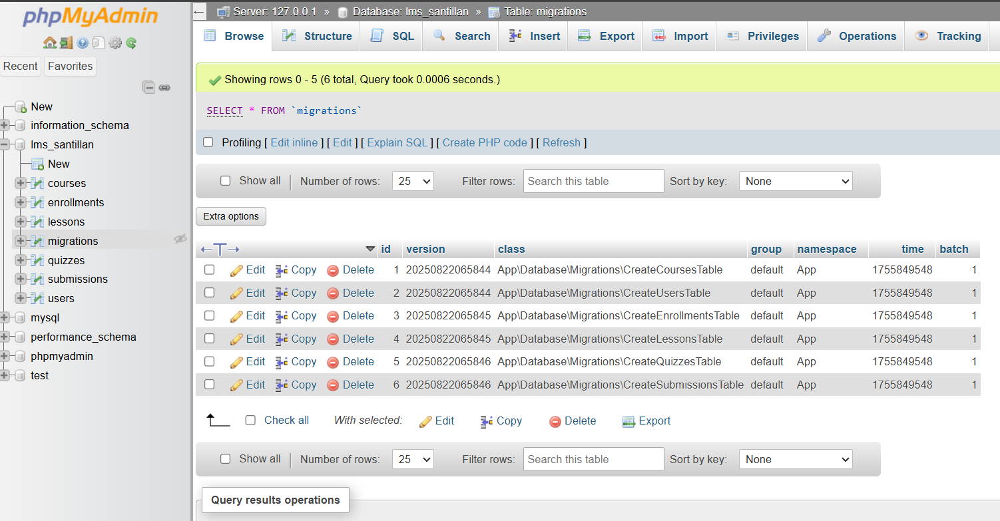 phpMyAdmin
Recent Favorites
New
information_schema
lms_santillan
New
courses
enrollments
lessons
migrations
quizzes
submissions
users
mysql
performance_schema
phpmyadmin
test
← Server: 127.0.0.1 » Database: lms_santillan » Table: migrations
Browse Structure SQL Search Insert Export Import Privileges Operations Tracking
Showing rows 0 - 5 (6 total, Query took 0.0006 seconds.)
SELECT * FROM `migrations`
Profiling [ Edit inline ] [ Edit ] [ Explain SQL ] [ Create PHP code ] [ Refresh ]
Show all | Number of rows: 25 Filter rows: Search this table Sort by key: None
Extra options
←T→ id version class group namespace time batch
Edit Copy Delete 1 20250822065844 App\Database\Migrations\CreateCoursesTable default App 1755849548 1
Edit Copy Delete 2 20250822065844 App\Database\Migrations\CreateUsersTable default App 1755849548 1
Edit Copy Delete 3 20250822065845 App\Database\Migrations\CreateEnrollmentsTable default App 1755849548 1
Edit Copy Delete 4 20250822065845 App\Database\Migrations\CreateLessonsTable default App 1755849548 1
Edit Copy Delete 5 20250822065846 App\Database\Migrations\CreateQuizzesTable default App 1755849548 1
Edit Copy Delete 6 20250822065846 App\Database\Migrations\CreateSubmissionsTable default App 1755849548 1
Check all With selected: Edit Copy Delete Export
Show all | Number of rows: 25 Filter rows: Search this table Sort by key: None
Query results operations